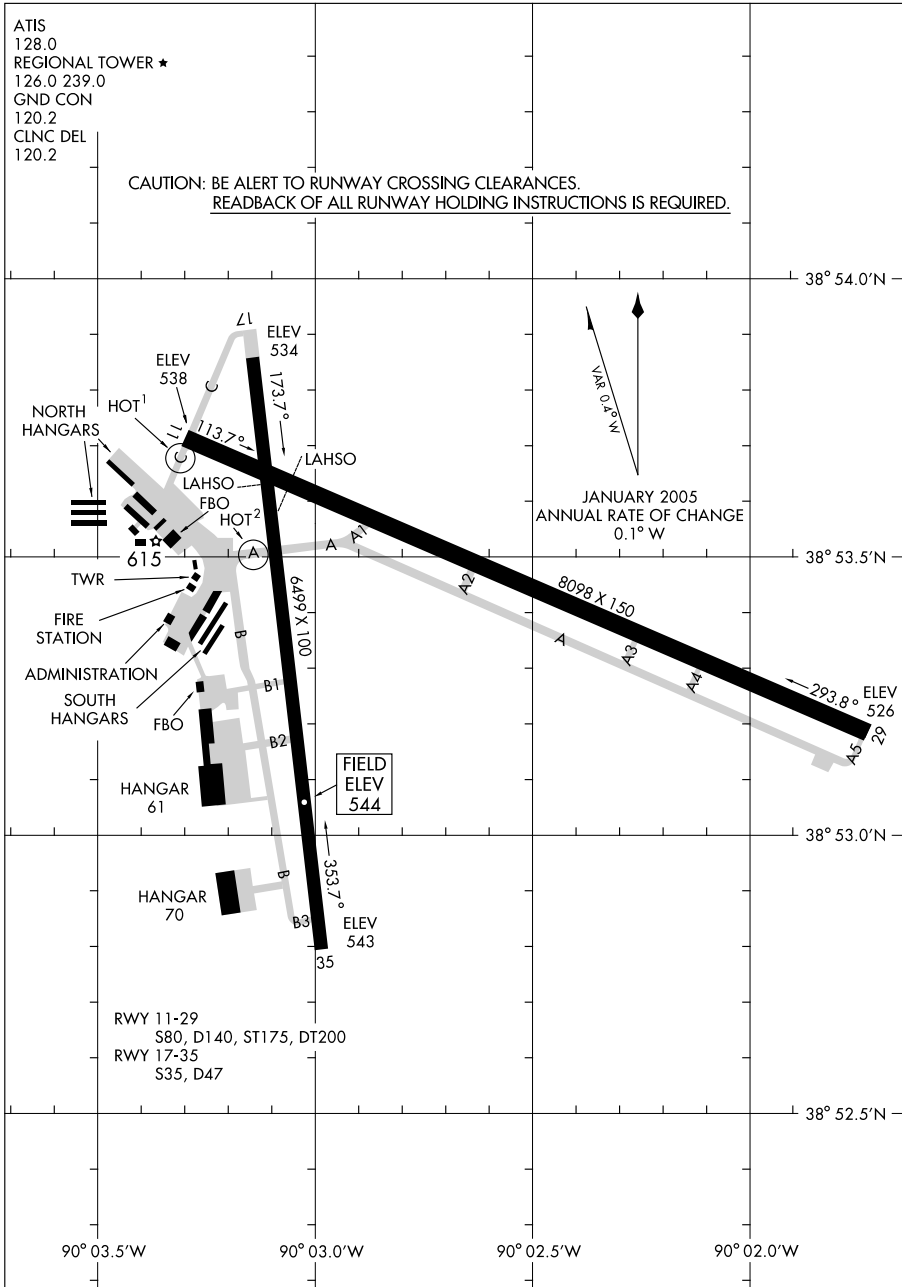 ATIS
128.0
REGIONAL TOWER ★
126.0 239.0
GND CON
120.2
CLNC DEL
120.2
CAUTION: BE ALERT TO RUNWAY CROSSING CLEARANCES.
READBACK OF ALL RUNWAY HOLDING INSTRUCTIONS IS REQUIRED.
38° 54.0'N
17
ELEV
534
VAR 0.4° W
JANUARY 2005
ANNUAL RATE OF CHANGE
0.1° W
ELEV
538
C
173.7°
HOT¹
NORTH
HANGARS
11
113.7°
C
LAHSO
LAHSO
FBO
HOT²
615
A
A
A1
38° 53.5'N
TWR
FIRE
STATION
ADMINISTRATION
SOUTH
HANGARS
FBO
B
6499 X 100
A2
8098 X 150
A
A3
A4
293.8°
ELEV
526
29
A5
B1
B2
HANGAR
61
FIELD
ELEV
544
38° 53.0'N
353.7°
HANGAR
70
B
B3
ELEV
543
35
RWY 11-29
S80, D140, ST175, DT200
RWY 17-35
S35, D47
38° 52.5'N
90° 03.5'W
90° 03.0'W
90° 02.5'W
90° 02.0'W